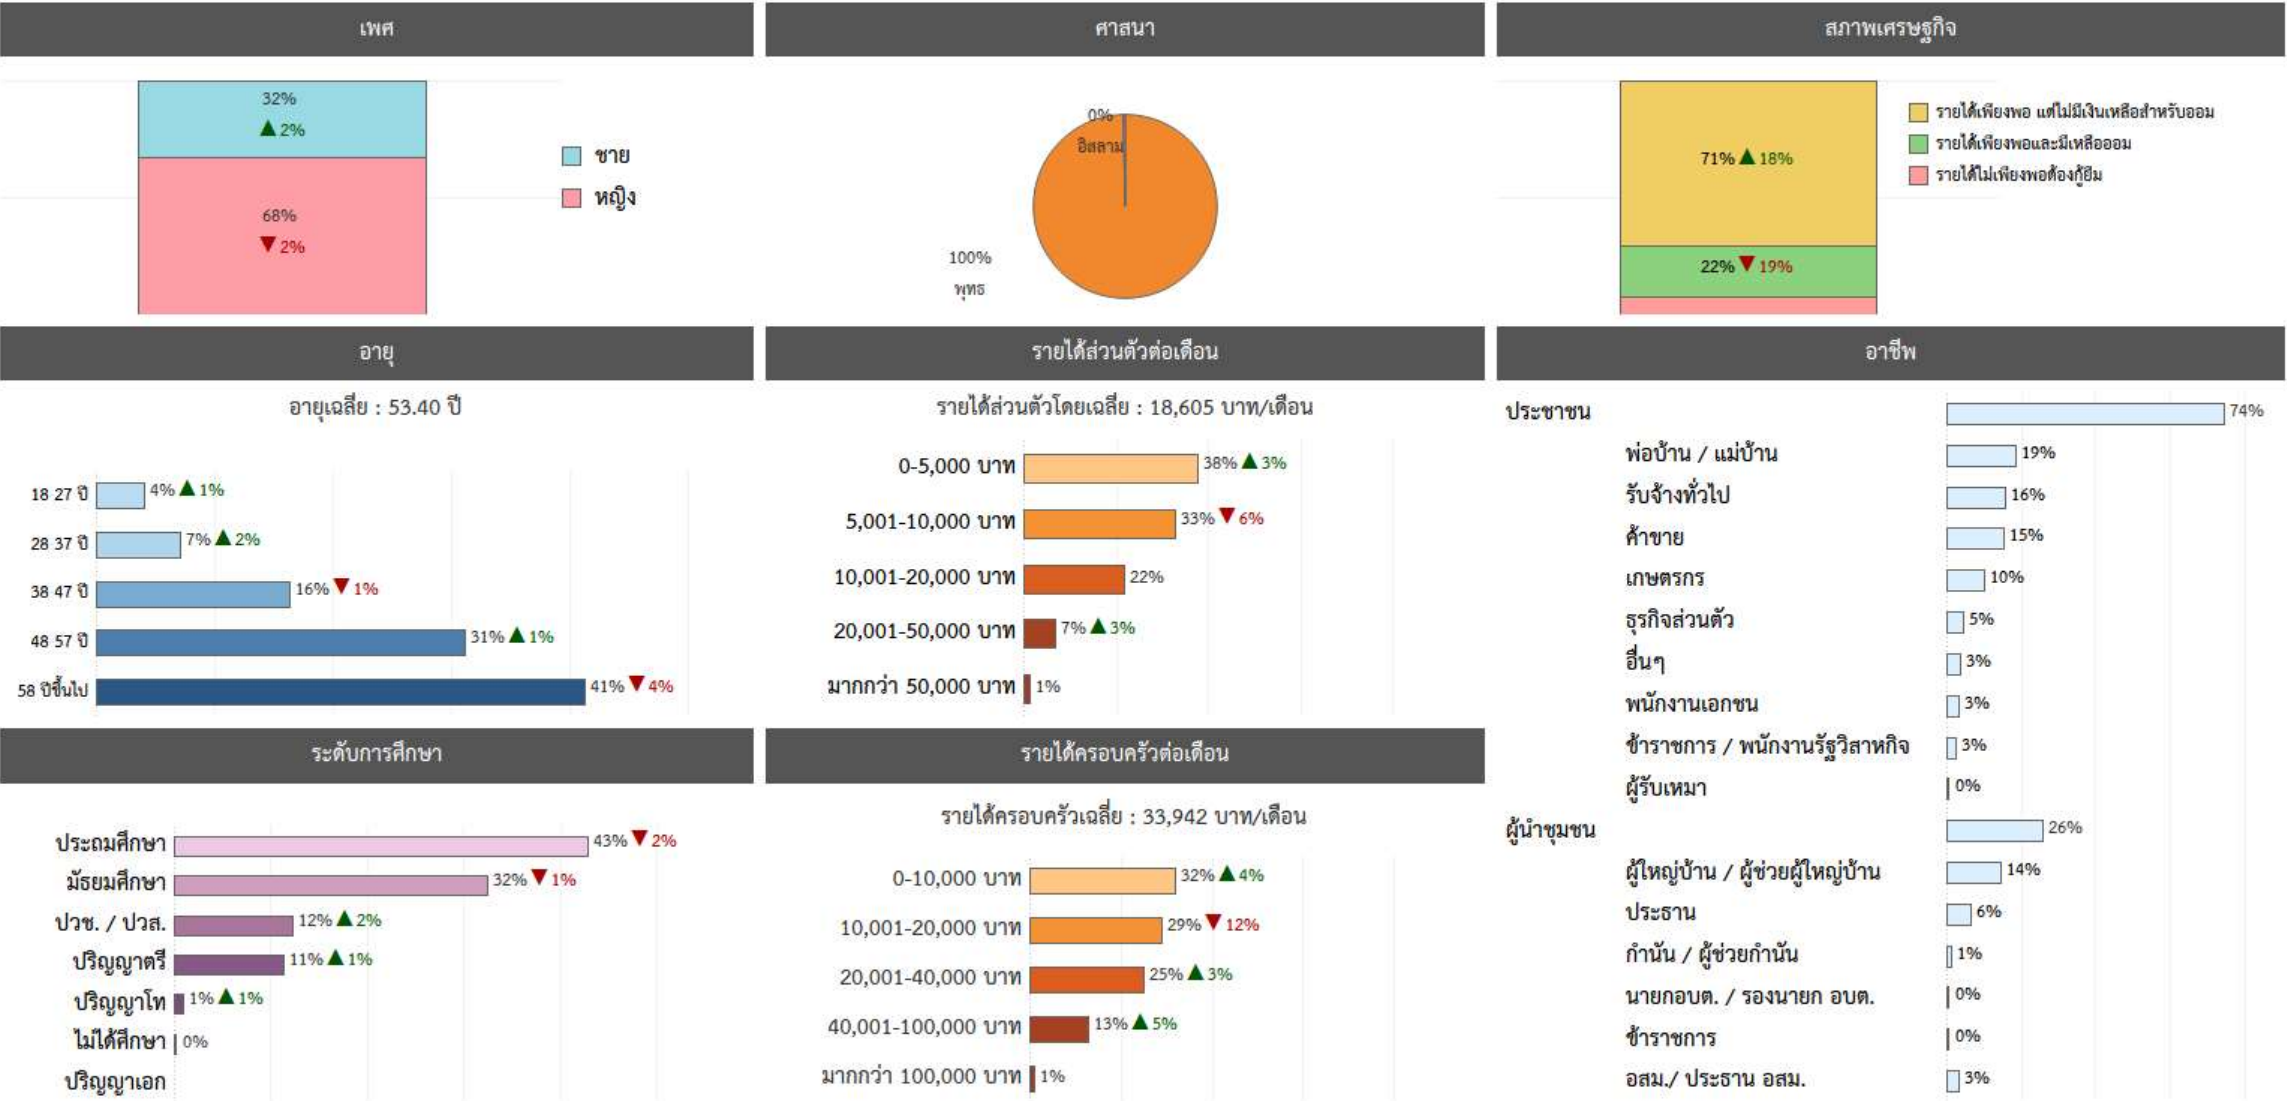 เพศ
32%
▲2%
68%
▼2%
ชาย
หญิง
ศาสนา
0%
อิสลาม
100%
พุทธ
สภาพเศรษฐกิจ
71%▲18%
22%▼19%
รายได้เพียงพอ แต่ไม่มีเงินเหลือสำหรับออม
รายได้เพียงพอและมีเหลือออม
รายได้ไม่เพียงพอต้องกู้ยืม
อายุ
อายุเฉลี่ย : 53.40 ปี
18 27 ปี 4%▲1%
28 37 ปี 7%▲2%
38 47 ปี 16%▼1%
48 57 ปี 31%▲1%
58 ปีขึ้นไป 41%▼4%
รายได้ส่วนตัวต่อเดือน
รายได้ส่วนตัวโดยเฉลี่ย : 18,605 บาท/เดือน
0-5,000 บาท 38%▲3%
5,001-10,000 บาท 33%▼6%
10,001-20,000 บาท 22%
20,001-50,000 บาท 7%▲3%
มากกว่า 50,000 บาท 1%
อาชีพ
ประชาชน 74%
พ่อบ้าน / แม่บ้าน 19%
รับจ้างทั่วไป 16%
ค้าขาย 15%
เกษตรกร 10%
ธุรกิจส่วนตัว 5%
อื่นๆ 3%
พนักงานเอกชน 3%
ข้าราชการ / พนักงานรัฐวิสาหกิจ 3%
ผู้รับเหมา 0%
ผู้นำชุมชน 26%
ผู้ใหญ่บ้าน / ผู้ช่วยผู้ใหญ่บ้าน 14%
ประธาน 6%
กำนัน / ผู้ช่วยกำนัน 1%
นายกอบต. / รองนายก อบต. 0%
ข้าราชการ 0%
อสม./ ประธาน อสม. 3%
ระดับการศึกษา
ประถมศึกษา 43%▼2%
มัธยมศึกษา 32%▼1%
ปวช. / ปวส. 12%▲2%
ปริญญาตรี 11%▲1%
ปริญญาโท 1%▲1%
ไม่ได้ศึกษา 0%
ปริญญาเอก
รายได้ครอบครัวต่อเดือน
รายได้ครอบครัวเฉลี่ย : 33,942 บาท/เดือน
0-10,000 บาท 32%▲4%
10,001-20,000 บาท 29%▼12%
20,001-40,000 บาท 25%▲3%
40,001-100,000 บาท 13%▲5%
มากกว่า 100,000 บาท 1%